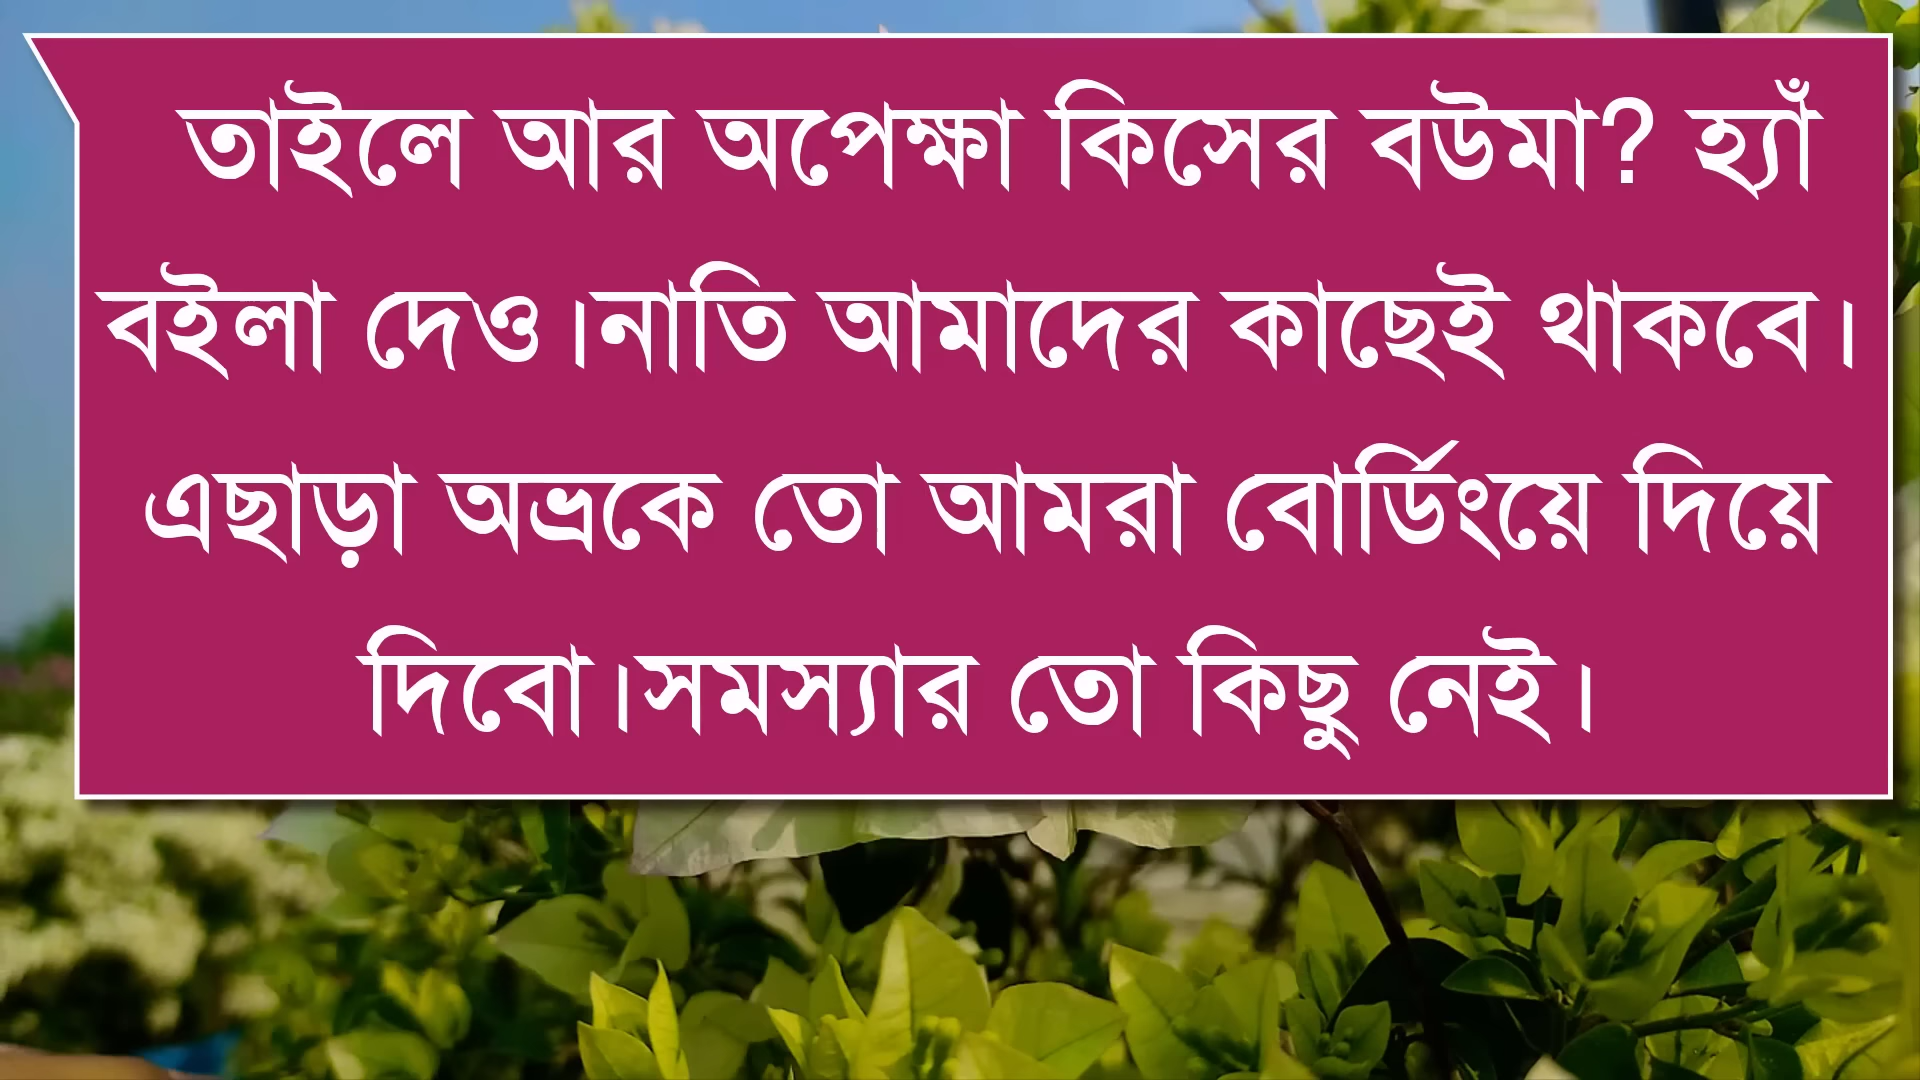 তাইলে আর অপেক্ষা কিসের বউমা? হ্যাঁ
বইলা দেও।নাতি আমাদের কাছেই থাকবে।
এছাড়া অভ্রকে তো আমরা বোর্ডিংয়ে দিয়ে
দিবো।সমস্যার তো কিছু নেই।